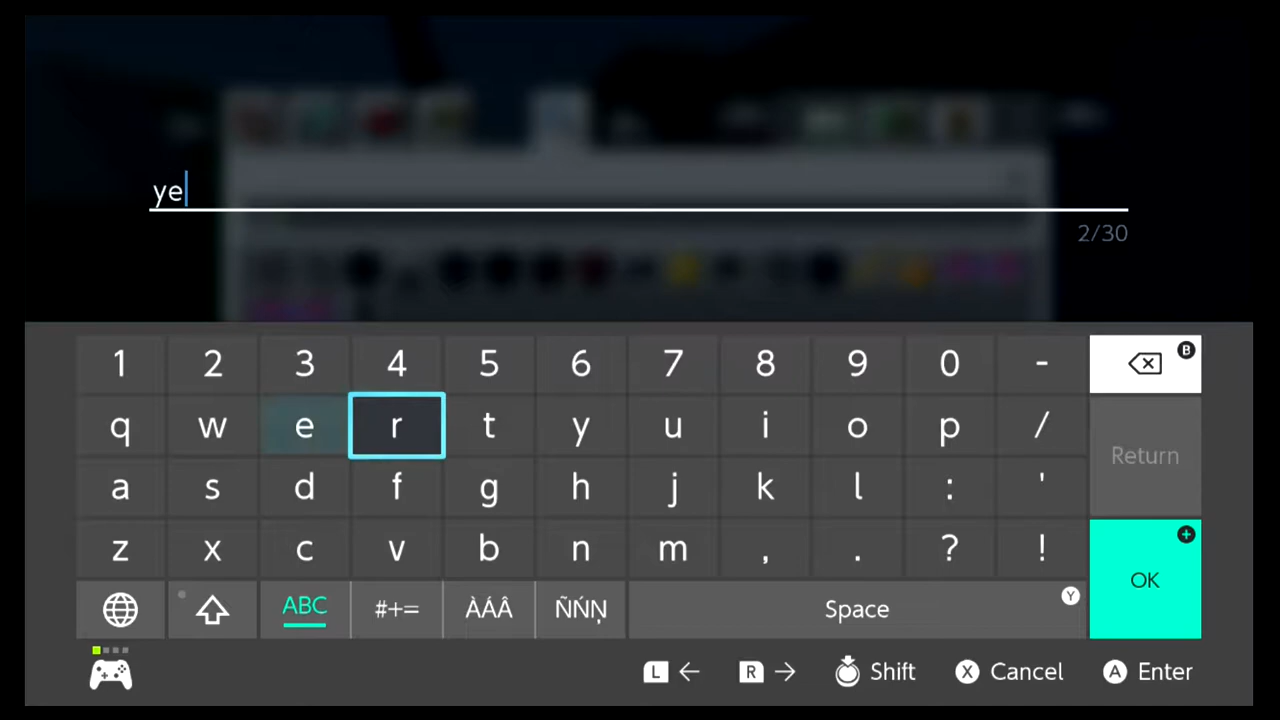 ye
2/30
1 2 3 4 5 6 7 8 9 0 - B
q w e r t y u i o p / Return
a s d f g h j k l : '
z x c v b n m , . ? ! + OK
ABC #+= ÀÁÂ ÑŃŅ Space Y
L ← R → Shift X Cancel A Enter